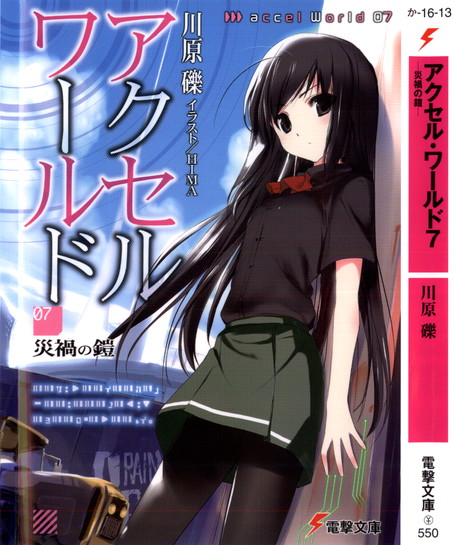 accel World 07
川原 礫
イラスト/HIMA
アクセル
ワールド
07
災禍の鎧
RAIN
電撃文庫
か-16-13
アクセル・ワールド7
―災禍の鎧―
川原 礫
電撃文庫
¥
550